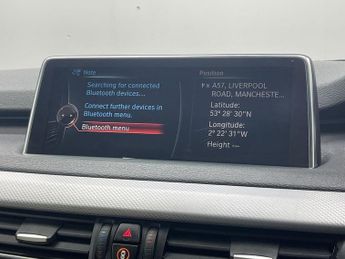 Note
Searching for connected
Bluetooth devices...
Connect further devices in
Bluetooth menu.
Bluetooth menu
Position
A57, LIVERPOOL
ROAD, MANCHESTE...
Latitude:
53° 28' 30"N
Longitude:
2° 22' 31"W
Height